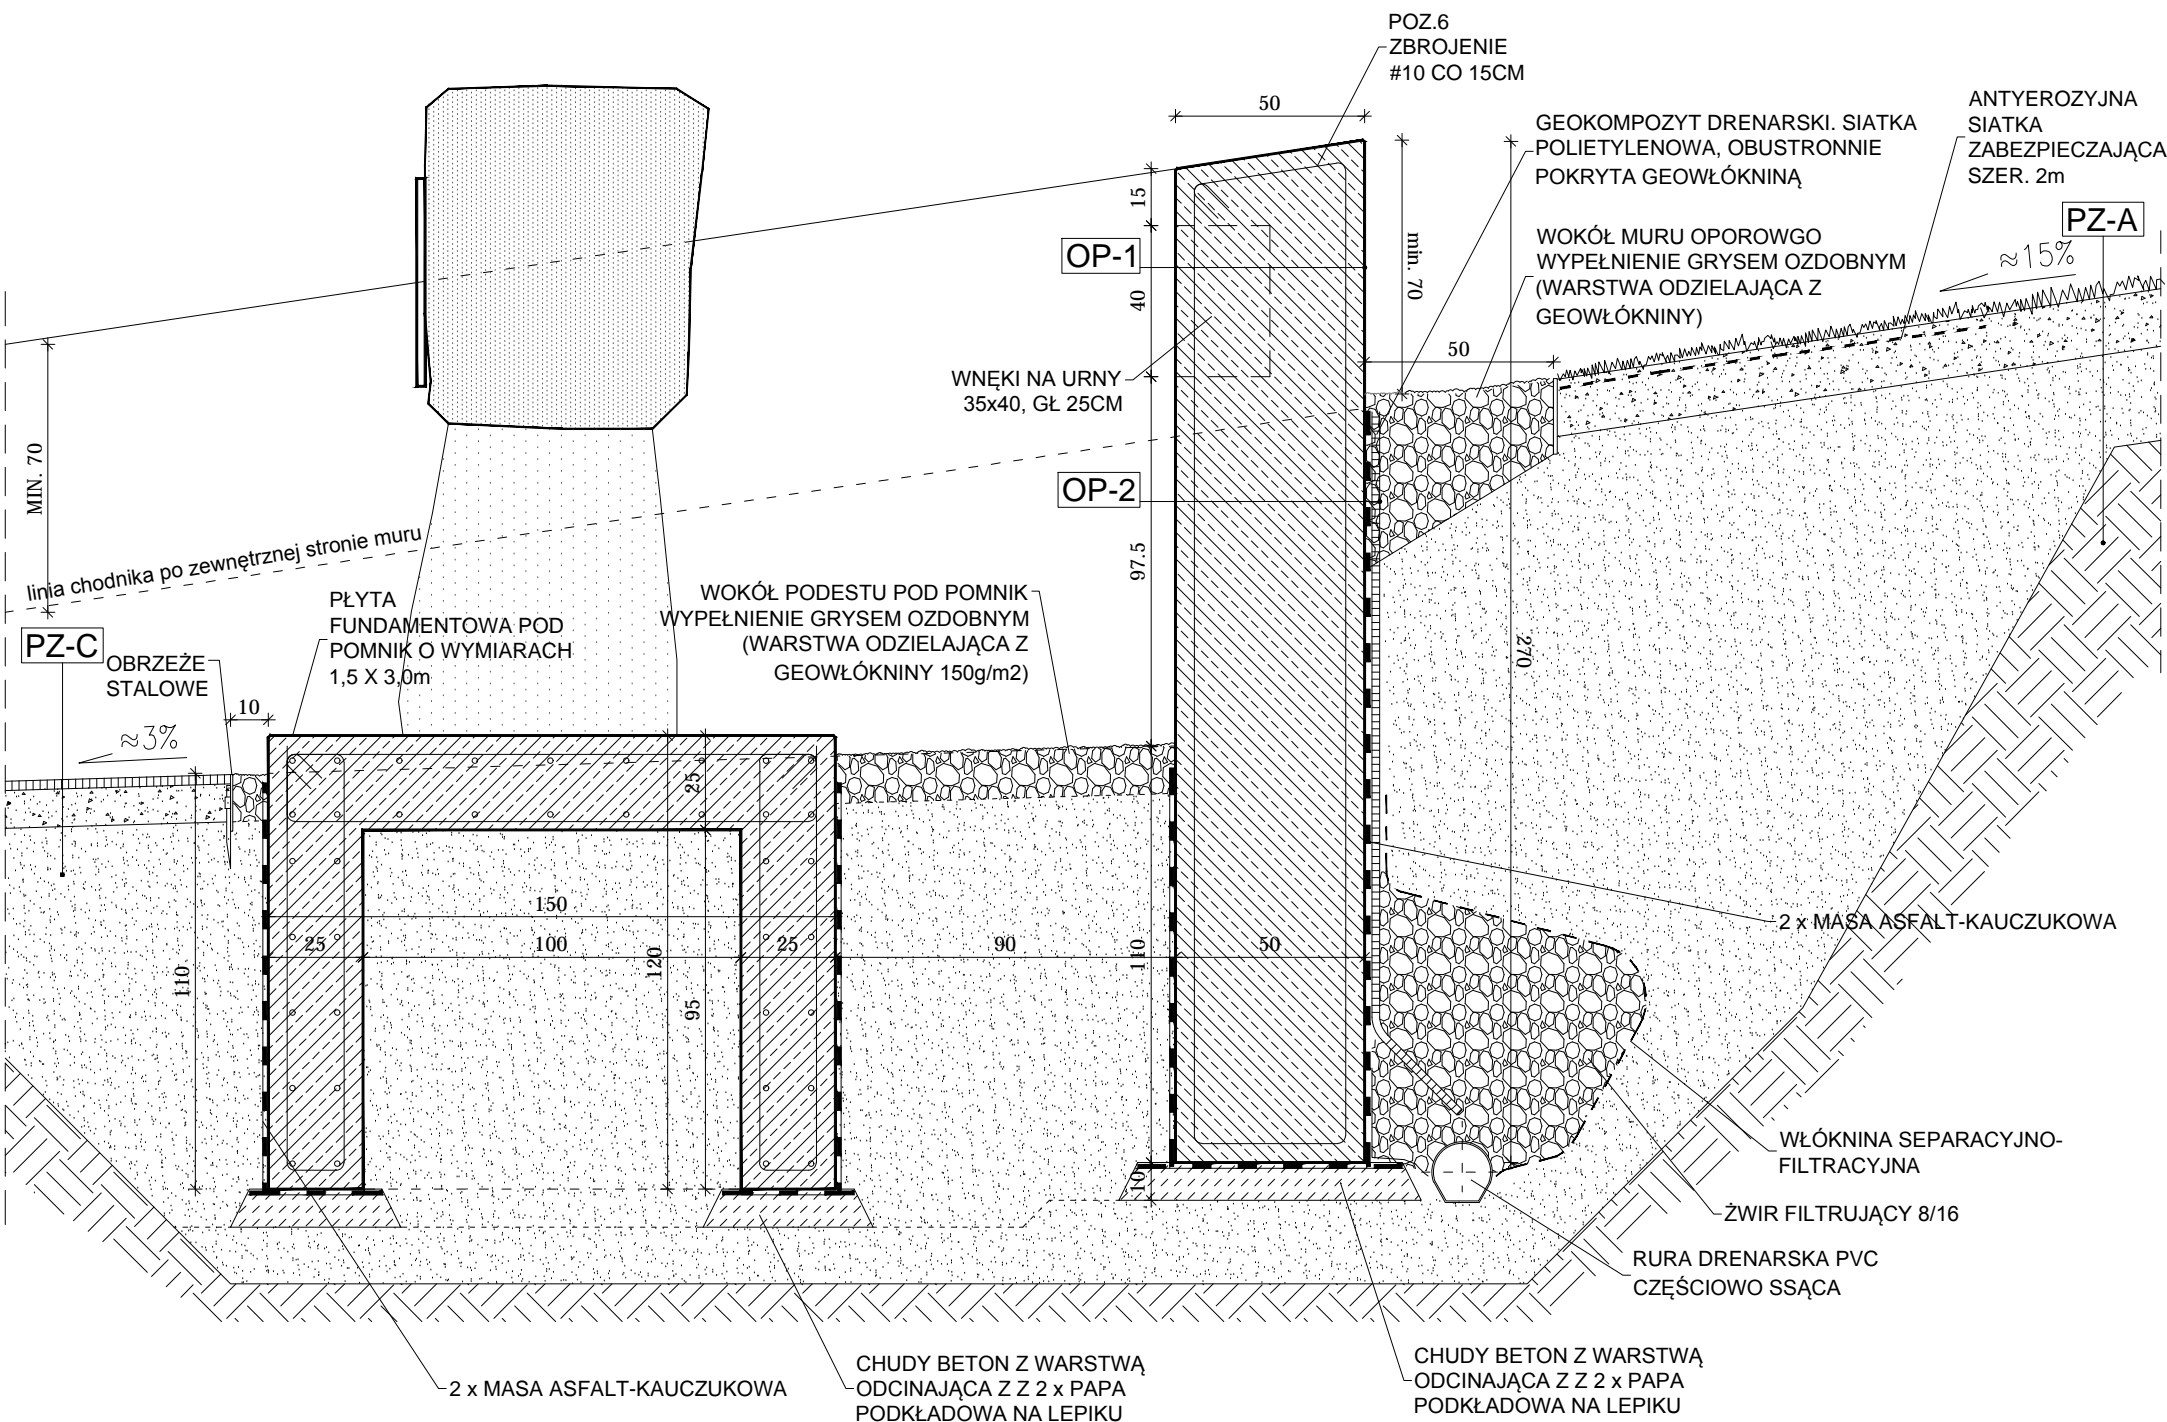 POZ.6
ZBROJENIE
#10 CO 15CM
50
GEOKOMPOZYT DRENARSKI. SIATKA
POLIETYLENOWA, OBUSTRONNIE
POKRYTA GEOWŁÓKNINĄ
ANTYEROZYJNA
SIATKA
ZABEZPIECZAJĄCA
SZER. 2m
PZ-A
≈15%
WOKÓŁ MURU OPOROWGO
WYPEŁNIENIE GRYSEM OZDOBNYM
(WARSTWA ODZIELAJĄCA Z
GEOWŁÓKNINY)
15
OP-1
min. 70
40
50
WNĘKI NA URNY
35x40, GŁ 25CM
MIN. 70
OP-2
97.5
linia chodnika po zewnętrznej stronie muru
PŁYTA
FUNDAMENTOWA POD
POMNIK O WYMIARACH
1,5 X 3,0m
WOKÓŁ PODESTU POD POMNIK
WYPEŁNIENIE GRYSEM OZDOBNYM
(WARSTWA ODZIELAJĄCA Z
GEOWŁÓKNINY 150g/m2)
270
PZ-C
OBRZEŻE
STALOWE
10
≈3%
25
150
25
100
25
90
50
110
120
95
110
2 x MASA ASFALT-KAUCZUKOWA
WŁÓKNINA SEPARACYJNO-
FILTRACYJNA
10
ŻWIR FILTRUJĄCY 8/16
RURA DRENARSKA PVC
CZĘŚCIOWO SSĄCA
2 x MASA ASFALT-KAUCZUKOWA
CHUDY BETON Z WARSTWĄ
ODCINAJĄCA Z Z 2 x PAPA
PODKŁADOWA NA LEPIKU
CHUDY BETON Z WARSTWĄ
ODCINAJĄCA Z Z 2 x PAPA
PODKŁADOWA NA LEPIKU